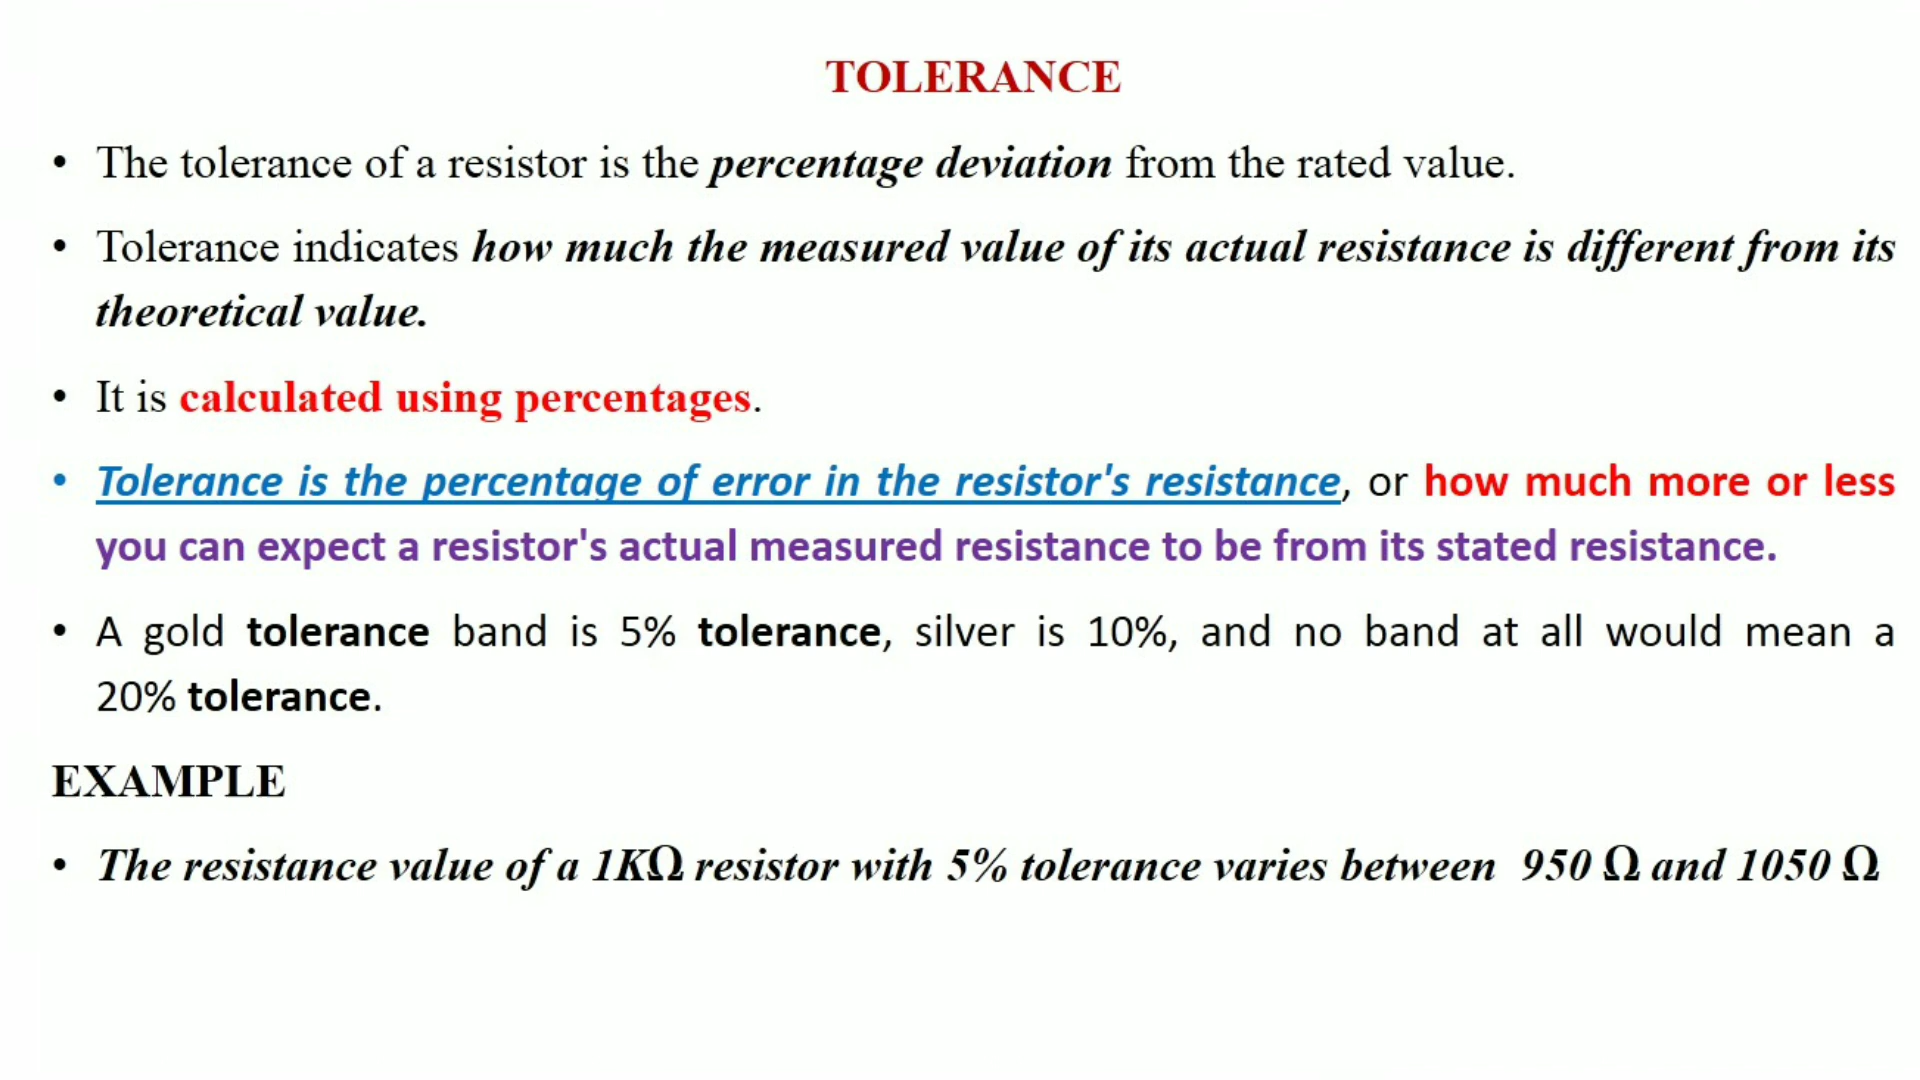 TOLERANCE
• The tolerance of a resistor is the percentage deviation from the rated value.
• Tolerance indicates how much the measured value of its actual resistance is different from its
theoretical value.
• It is calculated using percentages.
• Tolerance is the percentage of error in the resistor's resistance, or how much more or less
you can expect a resistor's actual measured resistance to be from its stated resistance.
• A gold tolerance band is 5% tolerance, silver is 10%, and no band at all would mean a
20% tolerance.
EXAMPLE
• The resistance value of a 1KΩ resistor with 5% tolerance varies between 950 Ω and 1050 Ω